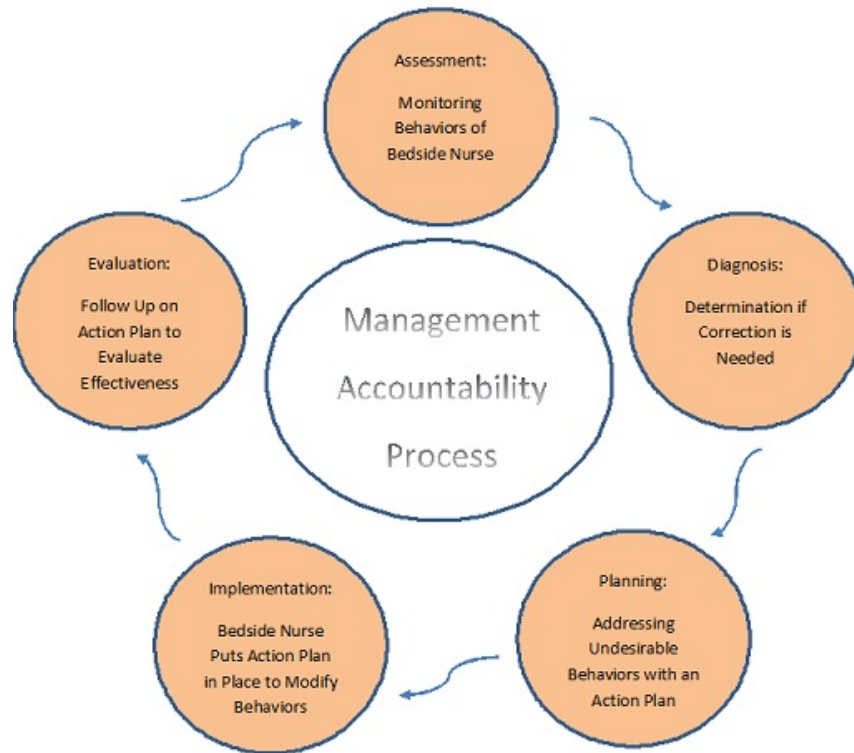 Assessment:
Monitoring
Behaviors of
Bedside Nurse
Diagnosis:
Determination if
Correction is
Needed
Planning:
Addressing
Undesirable
Behaviors with an
Action Plan
Implementation:
Bedside Nurse
Puts Action Plan
in Place to Modify
Behaviors
Evaluation:
Follow Up on
Action Plan to
Evaluate
Effectiveness
Management
Accountability
Process